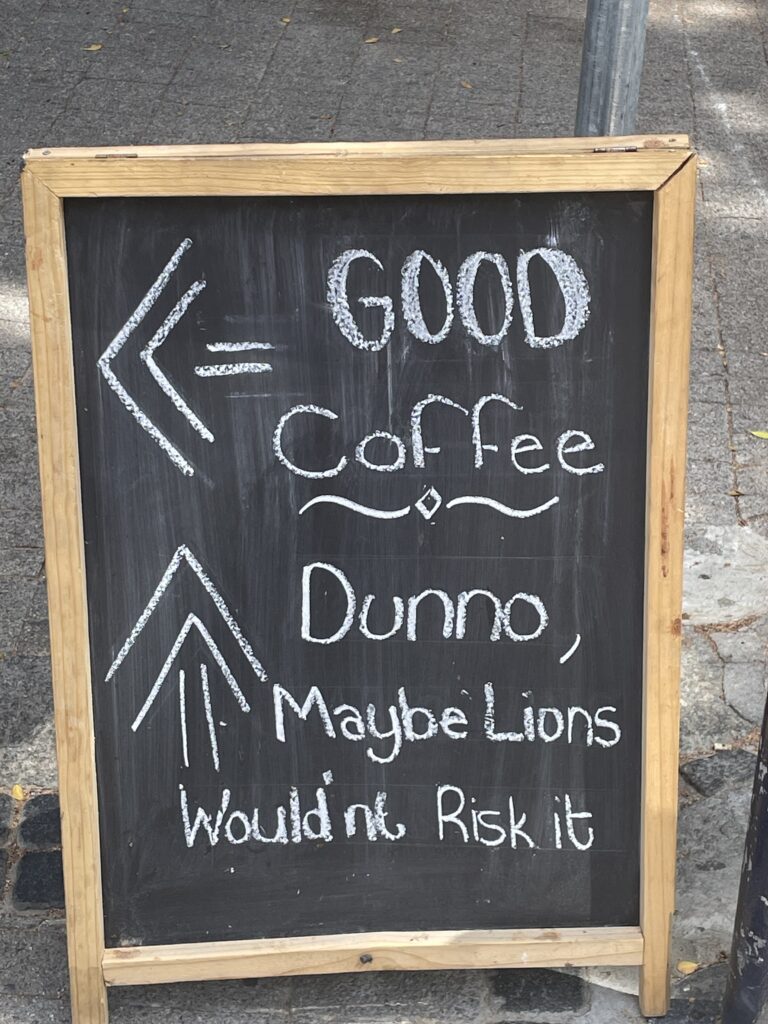 GOOD
Coffee
Dunno,
Maybe Lions
Would'nt Risk it